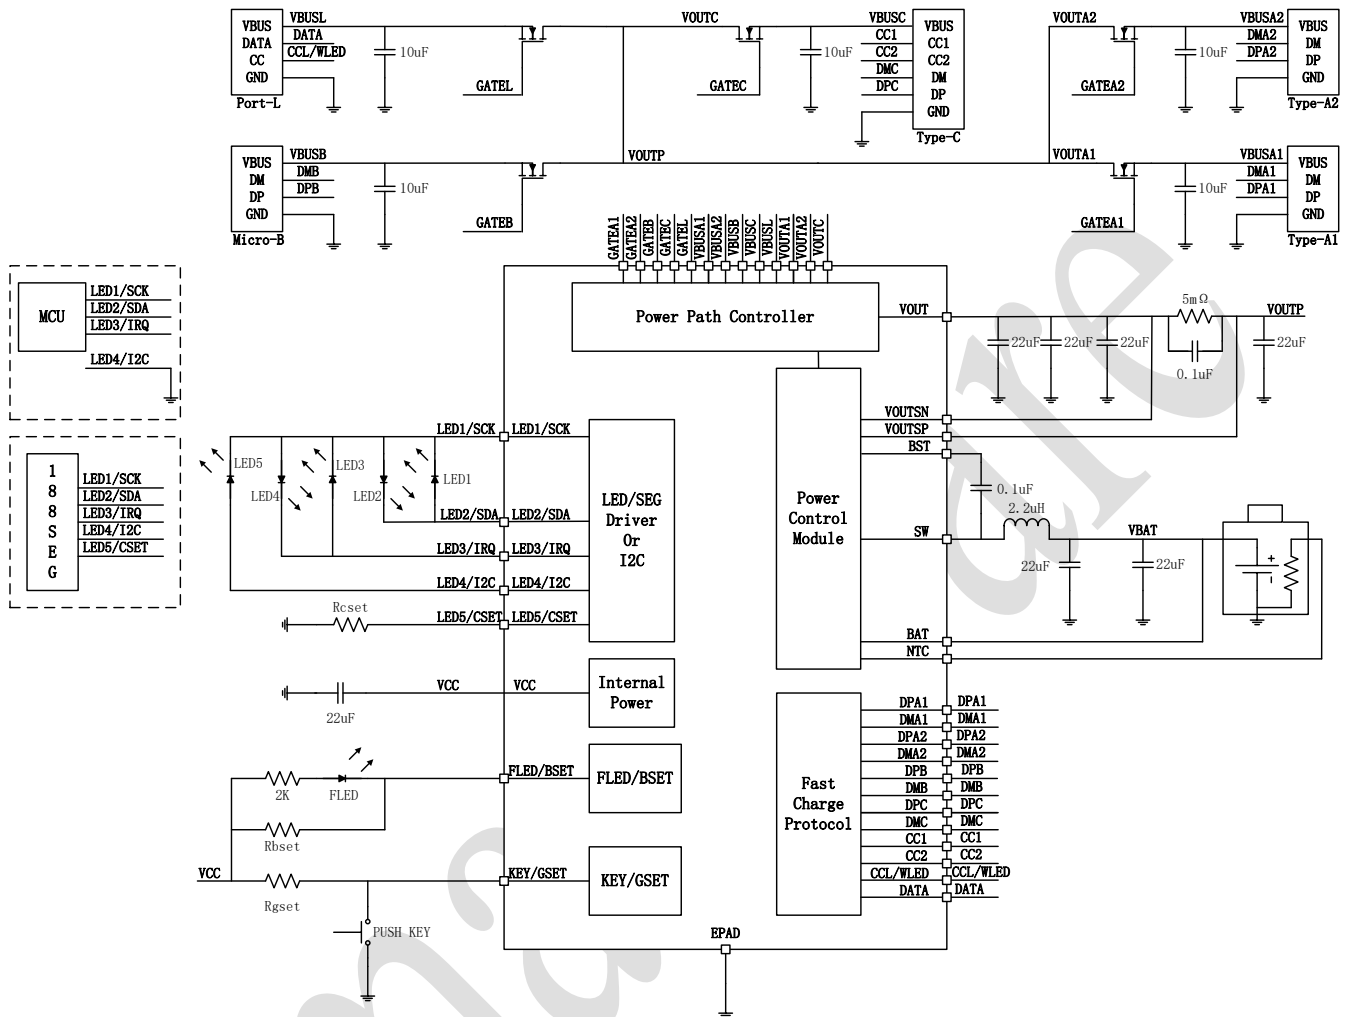 VBUS
DATA
CC
GND
Port-L
VBUSL
DATA
CCL/WLED
10uF
GATEL
VOUTC
GATEC
10uF
VBUSC
CC1
CC2
DMC
DPC
VBUS
CC1
CC2
DM
DP
GND
Type-C
VOUTA2
GATEA2
10uF
VBUSA2
DMA2
DPA2
VBUS
DM
DP
GND
Type-A2
VBUS
DM
DP
GND
Micro-B
VBUSB
DMB
DPB
10uF
GATEB
VOUTP
VOUTA1
GATEA1
10uF
VBUSA1
DMA1
DPA1
VBUS
DM
DP
GND
Type-A1
GATEA1
GATEA2
GATEB
GATEC
GATEL
VBUSA1
VBUSA2
VBUSB
VBUSC
VBUSL
VOUTA1
VOUTA2
VOUTC
MCU
LED1/SCK
LED2/SDA
LED3/IRQ
LED4/I2C
1
8
8
S
E
G
LED1/SCK
LED2/SDA
LED3/IRQ
LED4/I2C
LED5/CSET
Power Path Controller
VOUT
5mΩ
VOUTP
22uF
22uF
22uF
0.1uF
22uF
VOUTSN
VOUTSP
BST
SW
BAT
NTC
Power
Control
Module
0.1uF
2.2uH
VBAT
22uF
22uF
+
-
LED5
LED4
LED3
LED2
LED1
LED1/SCK
LED2/SDA
LED3/IRQ
LED4/I2C
LED5/CSET
LED1/SCK
LED2/SDA
LED3/IRQ
LED4/I2C
LED5/CSET
LED/SEG
Driver
Or
I2C
Rcset
VCC
VCC
22uF
Internal
Power
FLED/BSET
FLED/BSET
2K
FLED
Rbset
VCC
Rgset
KEY/GSET
KEY/GSET
PUSH KEY
EPAD
Fast
Charge
Protocol
DPA1
DMA1
DPA2
DMA2
DPB
DMB
DPC
DMC
CC1
CC2
CCL/WLED
DATA
DPA1
DMA1
DPA2
DMA2
DPB
DMB
DPC
DMC
CC1
CC2
CCL/WLED
DATA